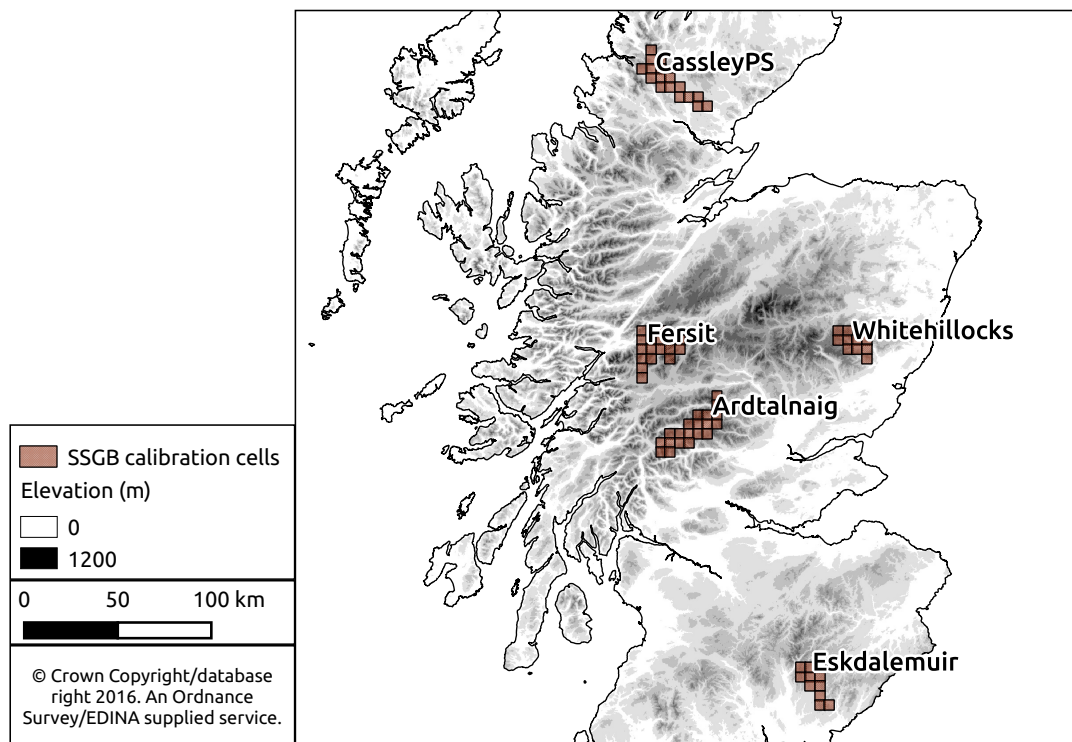 CassleyPS
Fersit
Whitehillocks
Ardtalnaig
SSGB calibration cells
Elevation (m)
0
1200
0 50 100 km
Eskdalemuir
© Crown Copyright/database
right 2016. An Ordnance
Survey/EDINA supplied service.